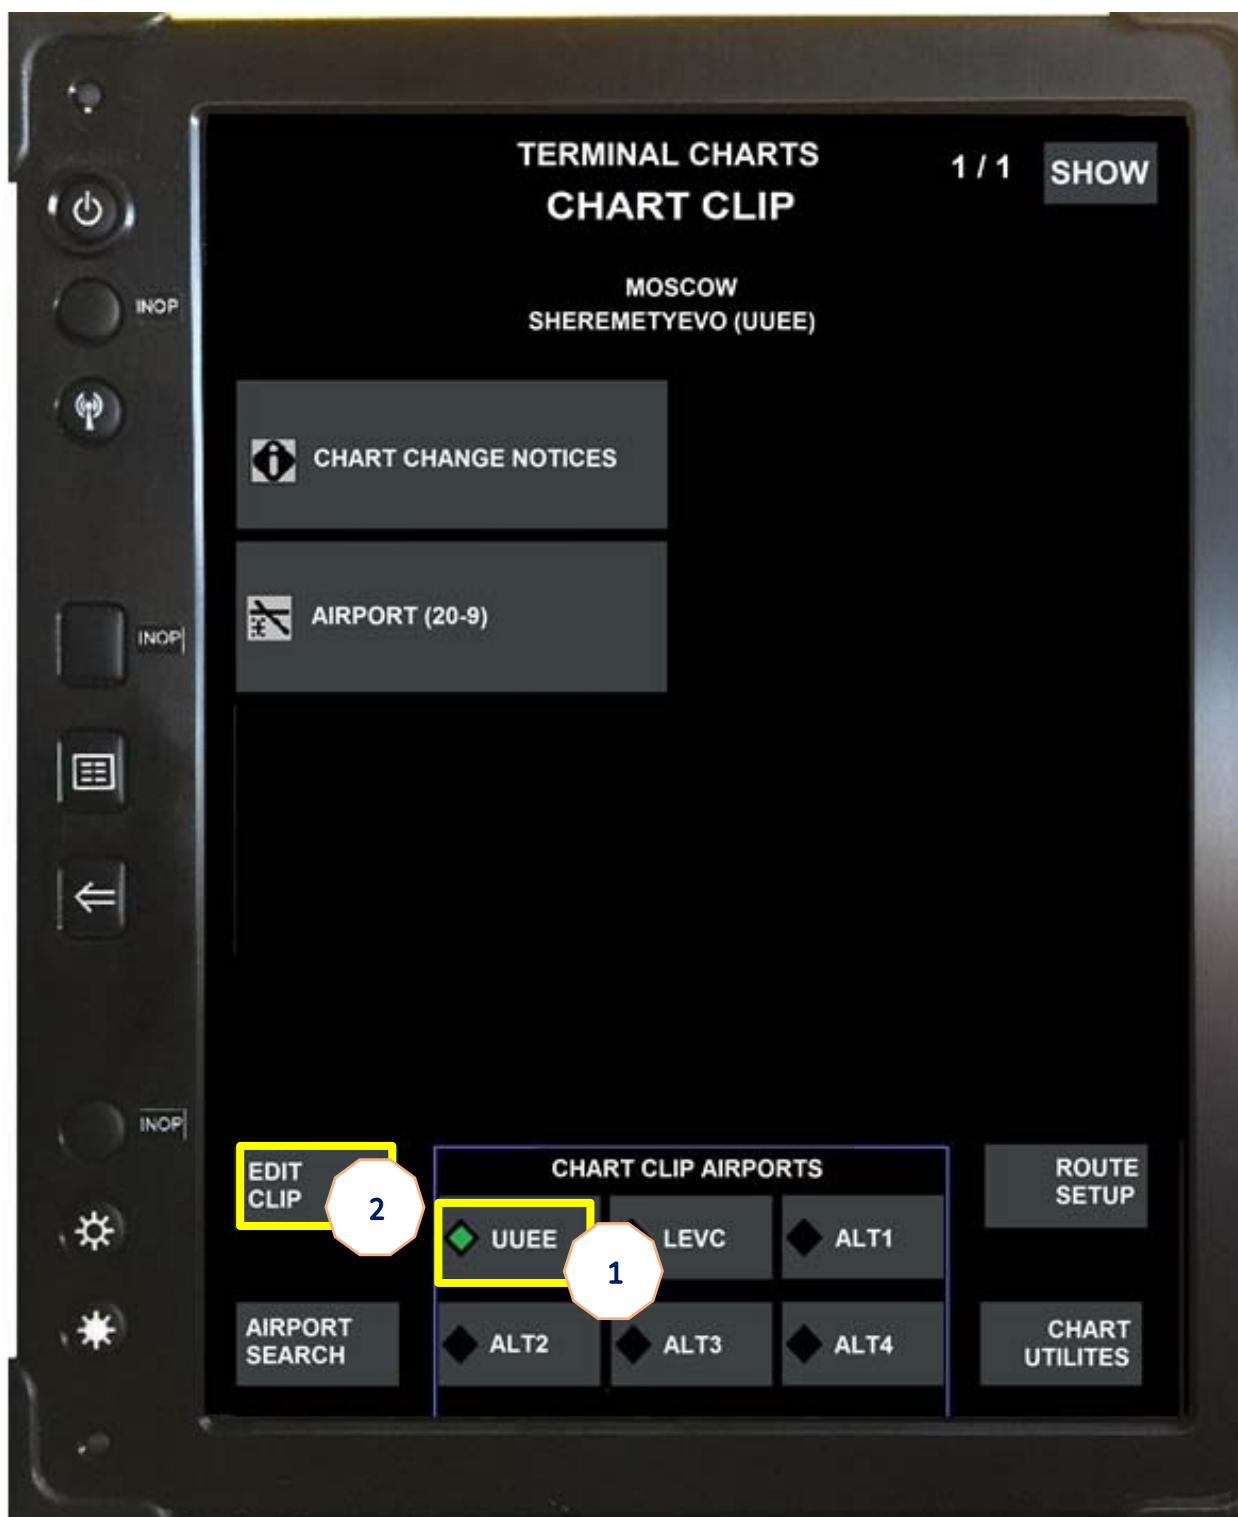 TERMINAL CHARTS
1 / 1
SHOW
CHART CLIP
MOSCOW
SHEREMETYEVO (UUEE)
INOP
CHART CHANGE NOTICES
AIRPORT (20-9)
INOP
INOP
EDIT
CLIP
2
CHART CLIP AIRPORTS
ROUTE
SETUP
UUEE
1
LEVC
ALT1
AIRPORT
SEARCH
ALT2
ALT3
ALT4
CHART
UTILITES